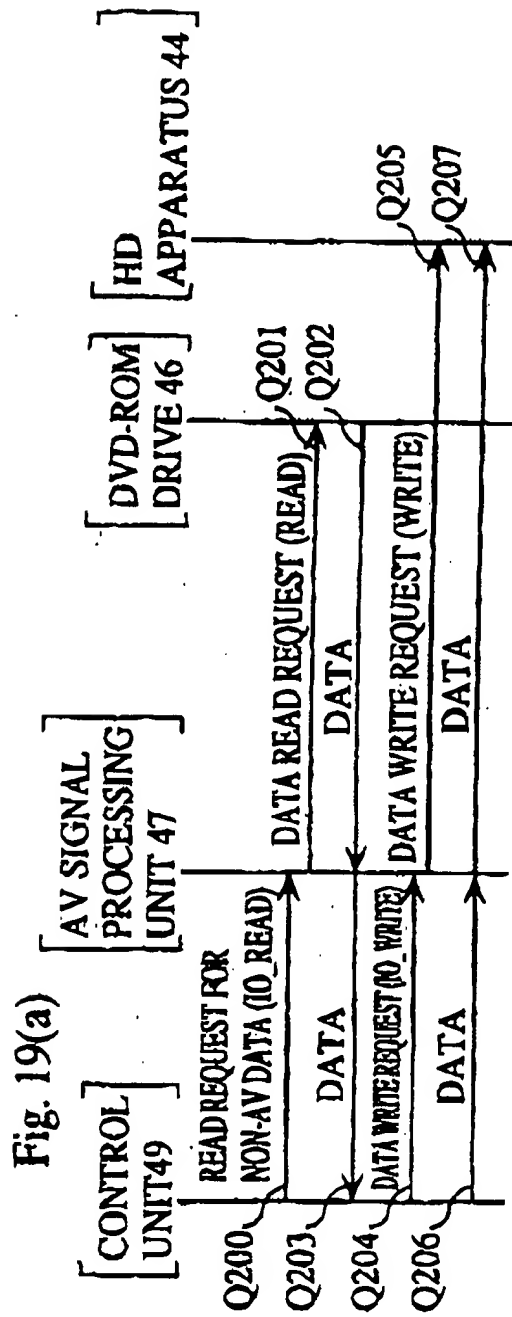 Fig. 19(a)
CONTROL
UNIT49
AV SIGNAL
PROCESSING
UNIT 47
DVD-ROM
DRIVE 46
HD
APPARATUS 44
Q200
READ REQUEST FOR
NON-AV DATA (IO_READ)
DATA READ REQUEST (READ)
Q201
Q202
Q203
DATA
DATA
Q204
DATA WRITE REQUEST (IO_WRITE)
DATA WRITE REQUEST (WRITE)
Q205
Q206
DATA
DATA
Q207